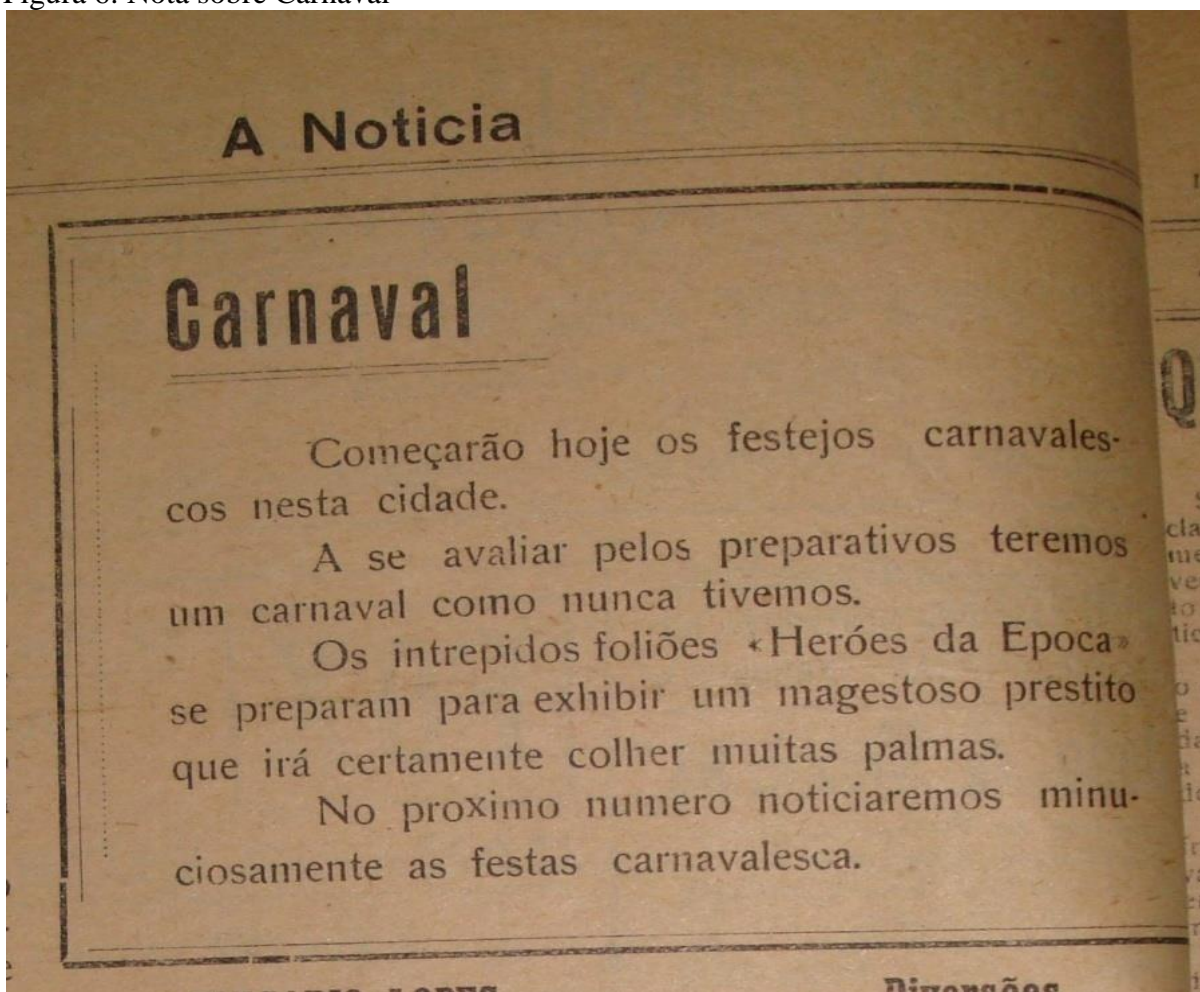 Figura 6: Nota sobre Carnaval
A Noticia
Carnaval
Começarão hoje os festejos carnavales-
cos nesta cidade.
A se avaliar pelos preparativos teremos
um carnaval como nunca tivemos.
Os intrepidos foliões «Heróes da Epoca»
se preparam para exhibir um magestoso prestito
que irá certamente colher muitas palmas.
No proximo numero noticiaremos minu-
ciosamente as festas carnavalesca.
Diversões